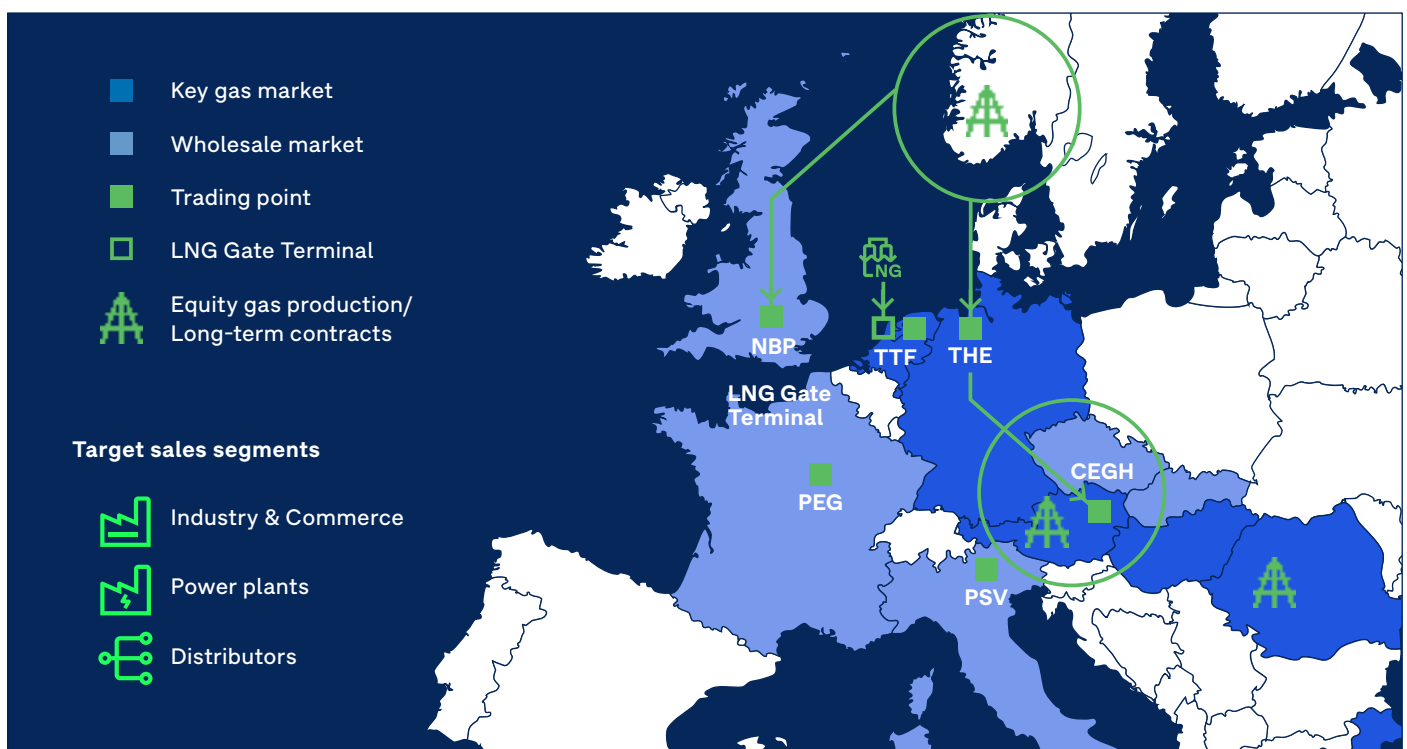 Key gas market
Wholesale market
Trading point
LNG Gate Terminal
Equity gas production/
Long-term contracts
Target sales segments
Industry & Commerce
Power plants
Distributors
LNG
NBP
TTF
THE
LNG Gate
Terminal
CEGH
PEG
PSV